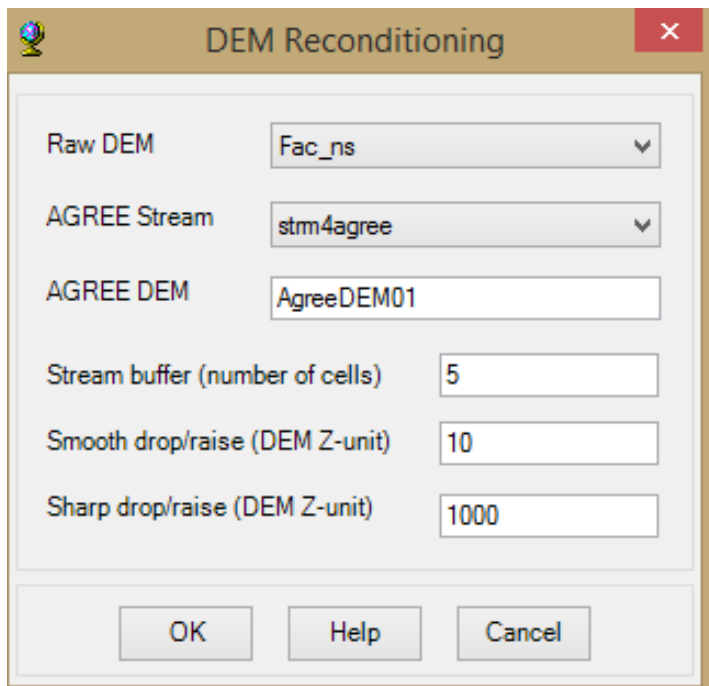 DEM Reconditioning
Raw DEM Fac_ns
AGREE Stream strm4agree
AGREE DEM AgreeDEM01
Stream buffer (number of cells) 5
Smooth drop/raise (DEM Z-unit) 10
Sharp drop/raise (DEM Z-unit) 1000
OK Help Cancel